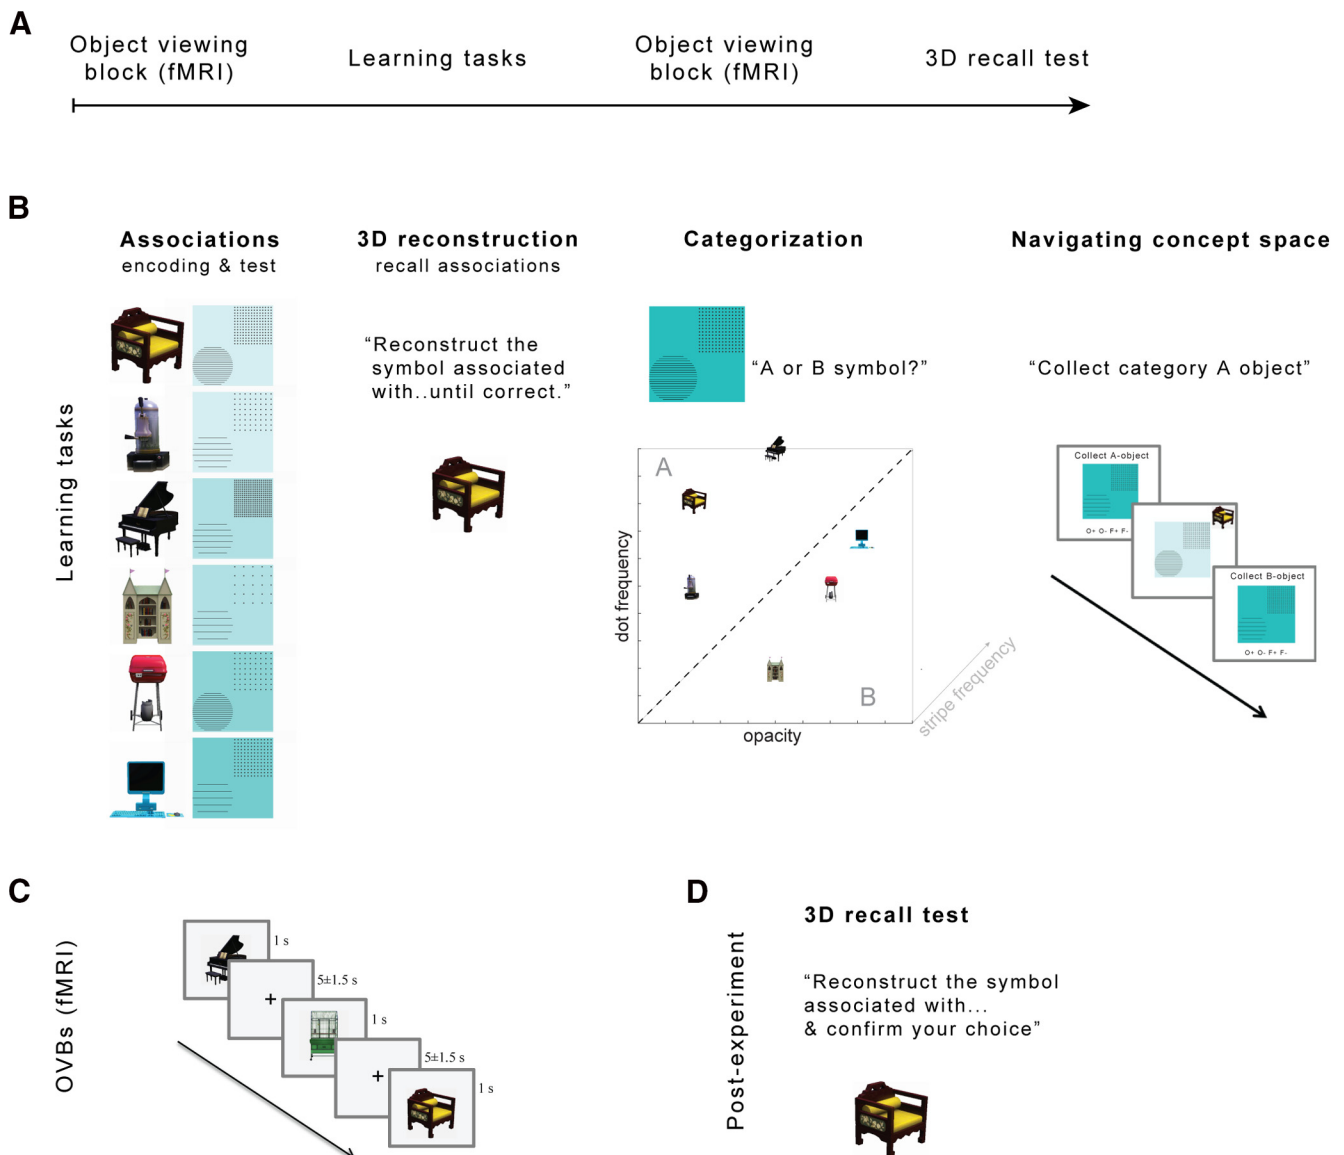 A
Object viewing
block (fMRI)
Learning tasks
Object viewing
block (fMRI)
3D recall test
B
Learning tasks
Associations
encoding & test
3D reconstruction
recall associations
“Reconstruct the
symbol associated
with..until correct.”
Categorization
“A or B symbol?”
A
B
dot frequency
opacity
stripe frequency
Navigating concept space
“Collect category A object”
Collect A-object
O+ O- F+ F-
Collect B-object
O+ O- F+ F-
C
OVBs (fMRI)
1 s
5±1.5 s
1 s
5±1.5 s
1 s
D
Post-experiment
3D recall test
“Reconstruct the symbol
associated with...
& confirm your choice”